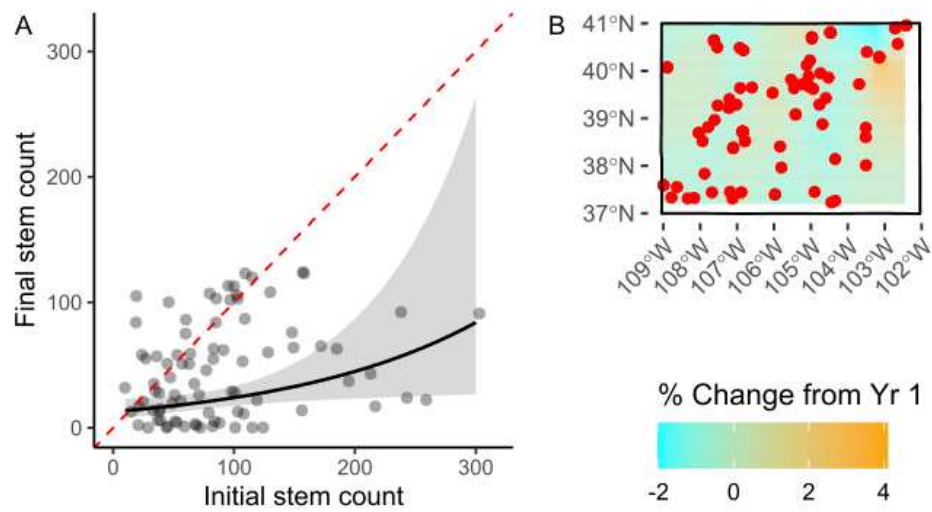 A
300
200
100
0
Final stem count
0 100 200 300
Initial stem count
B
41°N
40°N
39°N
38°N
37°N
109°W 108°W 107°W 106°W 105°W 104°W 103°W 102°W
% Change from Yr 1
-2 0 2 4